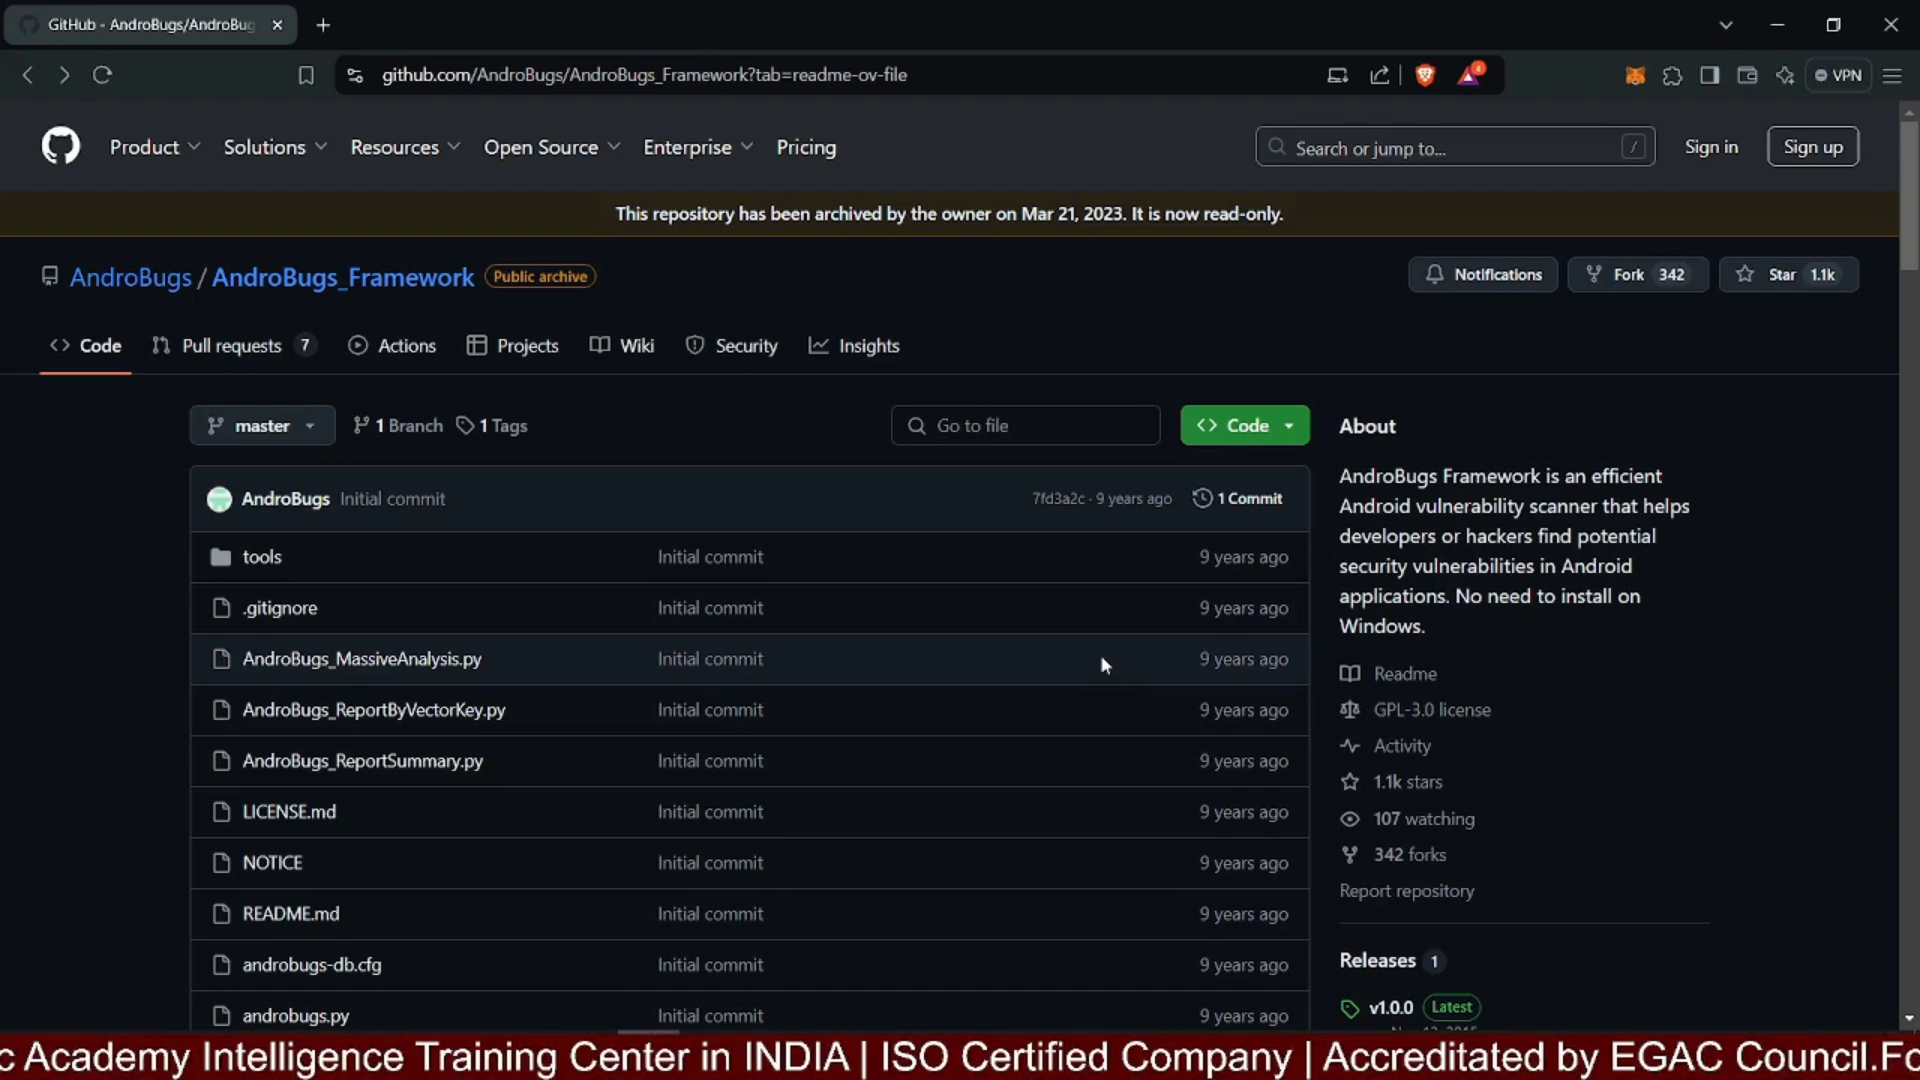 GitHub - AndroBugs/AndroBug
github.com/AndroBugs/AndroBugs_Framework?tab=readme-ov-file
4
VPN
Product
Solutions
Resources
Open Source
Enterprise
Pricing
Search or jump to...
/
Sign in
Sign up
This repository has been archived by the owner on Mar 21, 2023. It is now read-only.
AndroBugs / AndroBugs_Framework Public archive
Notifications
Fork 342
Star 1.1k
Code
Pull requests 7
Actions
Projects
Wiki
Security
Insights
master
1 Branch
1 Tags
Go to file
Code
AndroBugs Initial commit 7fd3a2c · 9 years ago 1 Commit
tools Initial commit 9 years ago
.gitignore Initial commit 9 years ago
AndroBugs_MassiveAnalysis.py Initial commit 9 years ago
AndroBugs_ReportByVectorKey.py Initial commit 9 years ago
AndroBugs_ReportSummary.py Initial commit 9 years ago
LICENSE.md Initial commit 9 years ago
NOTICE Initial commit 9 years ago
README.md Initial commit 9 years ago
androbugs-db.cfg Initial commit 9 years ago
androbugs.py Initial commit 9 years ago
About
AndroBugs Framework is an efficient
Android vulnerability scanner that helps
developers or hackers find potential
security vulnerabilities in Android
applications. No need to install on
Windows.
Readme
GPL-3.0 license
Activity
1.1k stars
107 watching
342 forks
Report repository
Releases 1
v1.0.0 Latest
c Academy Intelligence Training Center in INDIA | ISO Certified Company | Accredited by EGAC Council.Fo